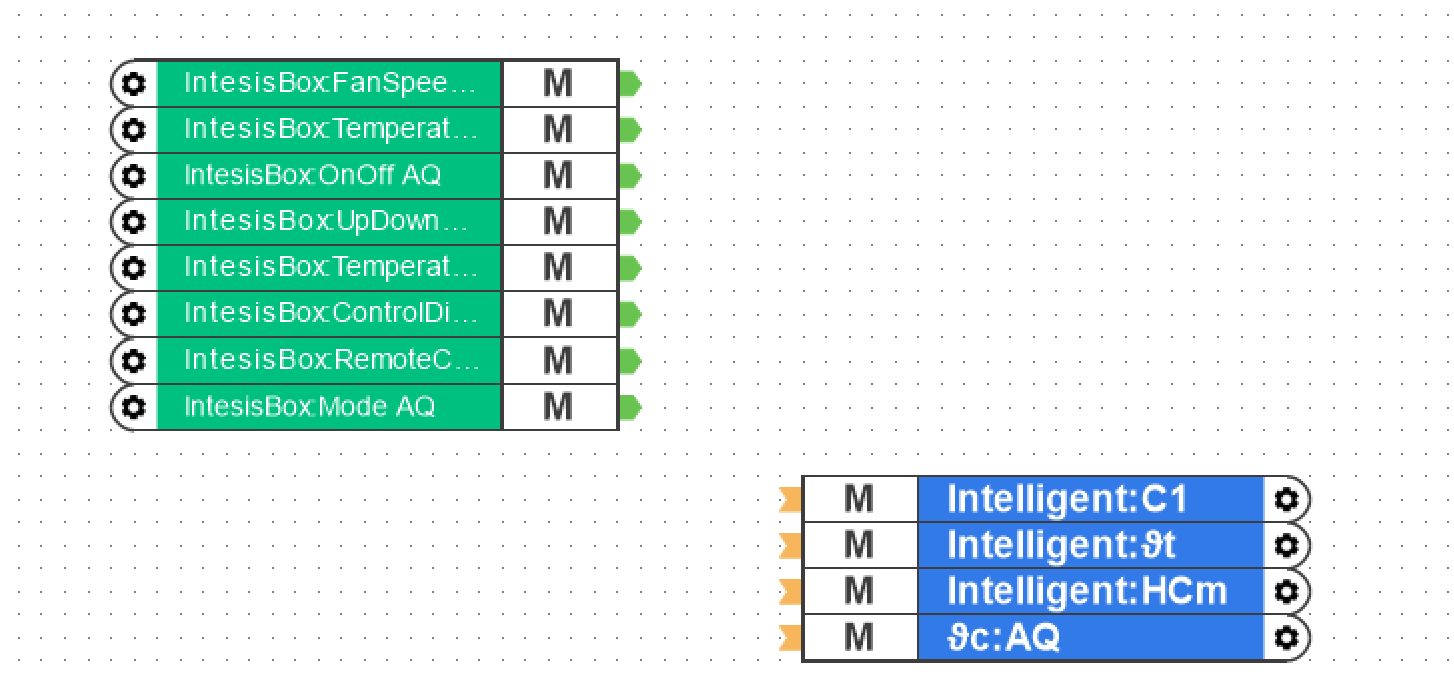 IntesisBox:FanSpee... M
IntesisBox:Temperat... M
IntesisBox:OnOff AQ M
IntesisBox:UpDown... M
IntesisBox:Temperat... M
IntesisBox:ControlDi... M
IntesisBox:RemoteC... M
IntesisBox:Mode AQ M
M Intelligent:C1
M Intelligent:ϑt
M Intelligent:HCm
M ϑc:AQ